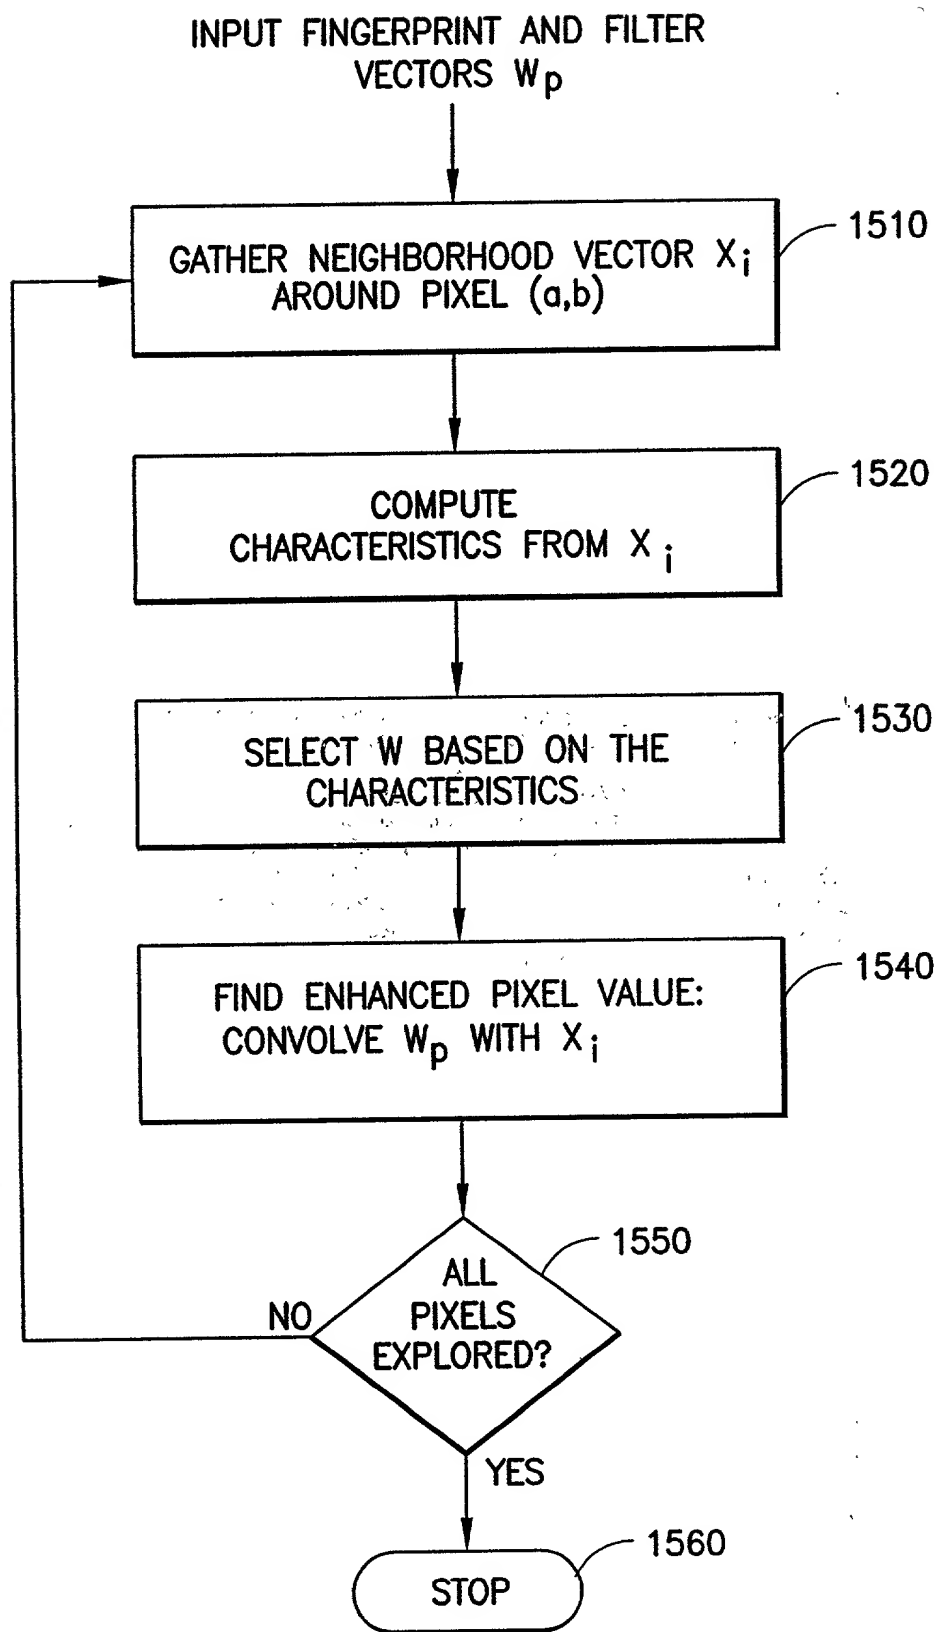 INPUT FINGERPRINT AND FILTER
VECTORS Wp
1510
GATHER NEIGHBORHOOD VECTOR Xi
AROUND PIXEL (a,b)
1520
COMPUTE
CHARACTERISTICS FROM Xi
1530
SELECT W BASED ON THE
CHARACTERISTICS
1540
FIND ENHANCED PIXEL VALUE:
CONVOLVE Wp WITH Xi
1550
ALL
PIXELS
EXPLORED?
NO
YES
1560
STOP